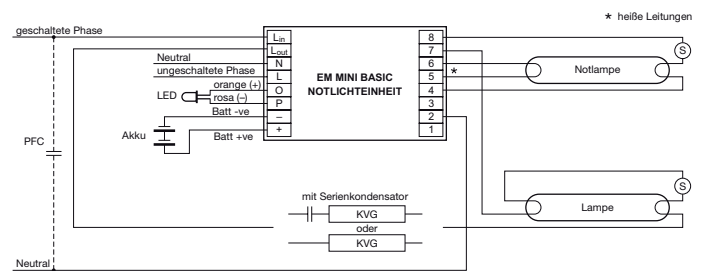 * heiße Leitungen
geschaltete Phase
Lin
Lout
N
L
O
P
–
+
Neutral
ungeschaltete Phase
orange (+)
LED
rosa (–)
Batt -ve
Akku
Batt +ve
PFC
EM MINI BASIC
NOTLICHTEINHEIT
8
7
6
5
*
4
3
2
1
S
Notlampe
S
Lampe
mit Serienkondensator
KVG
oder
KVG
Neutral